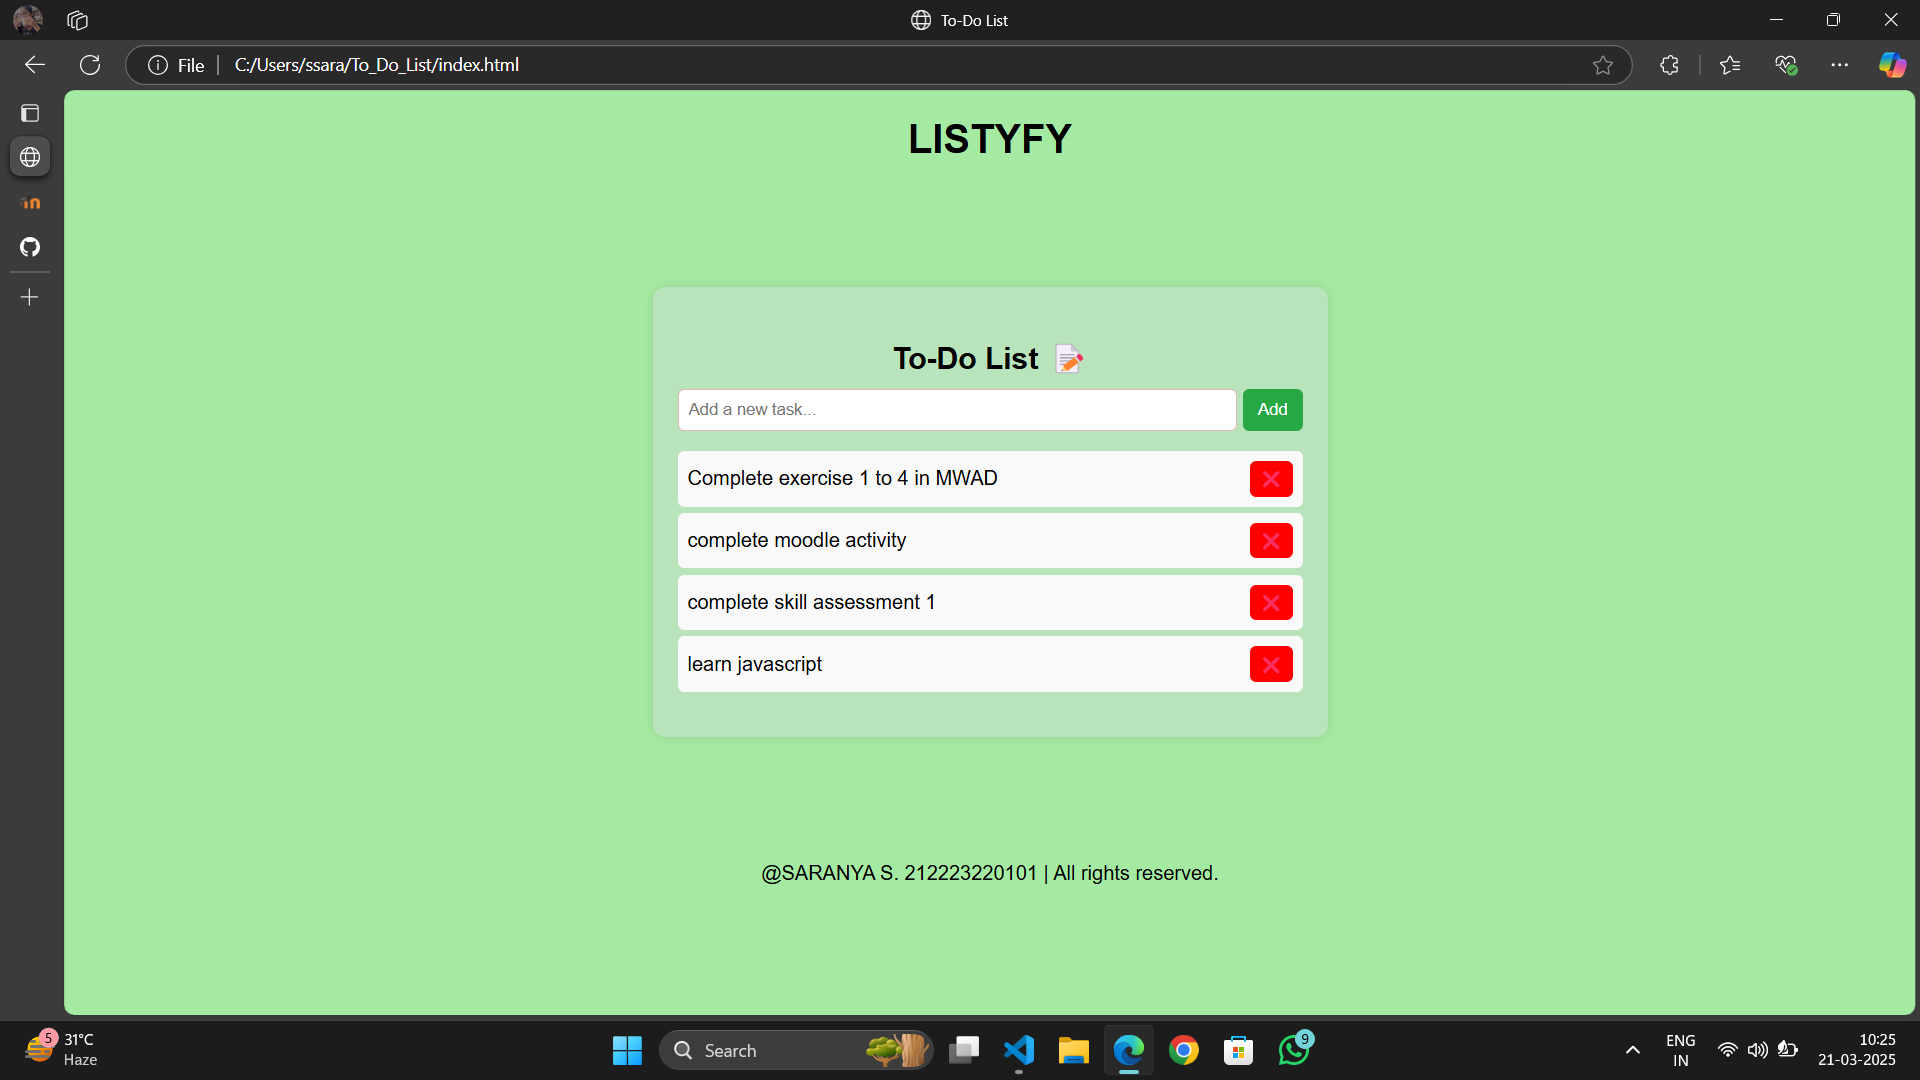 To-Do List
File
C:/Users/ssara/To_Do_List/index.html
LISTYFY
To-Do List
Add a new task...
Add
Complete exercise 1 to 4 in MWAD
complete moodle activity
complete skill assessment 1
learn javascript
@SARANYA S. 212223220101 | All rights reserved.
5
31°C
Haze
Search
9
ENG
IN
10:25
21-03-2025